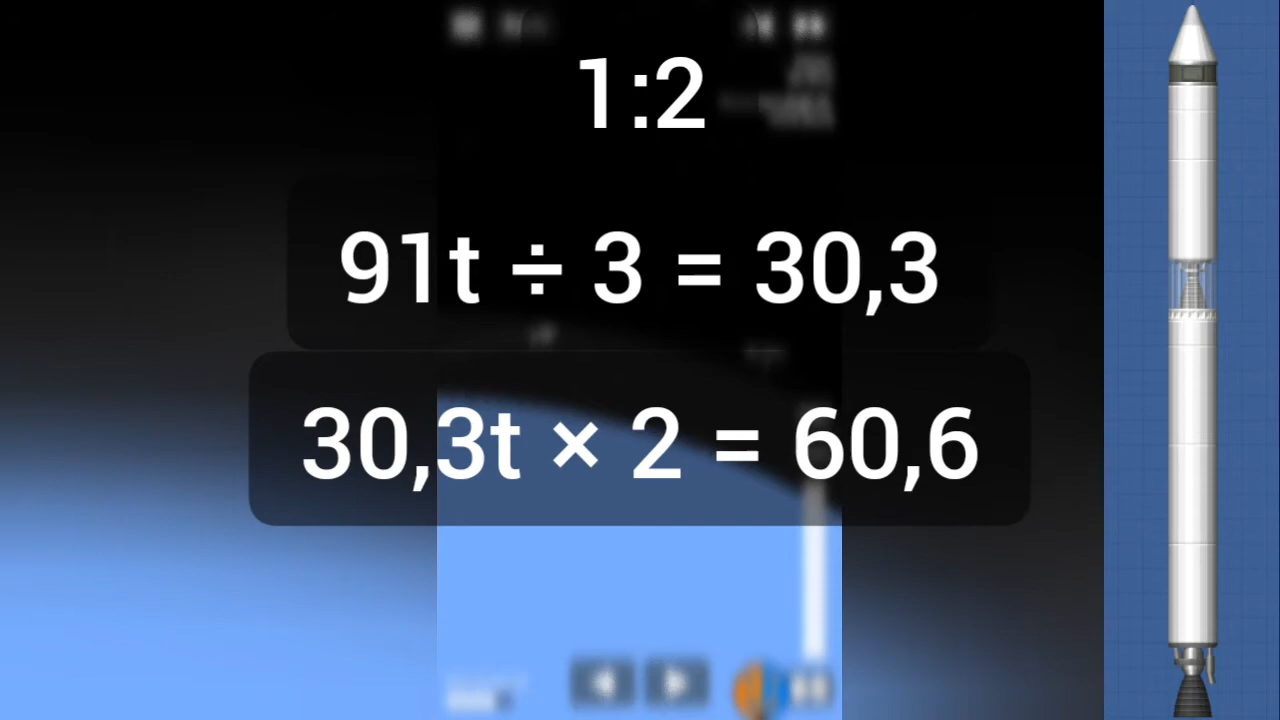 1:2
91t ÷ 3 = 30,3
30,3t × 2 = 60,6